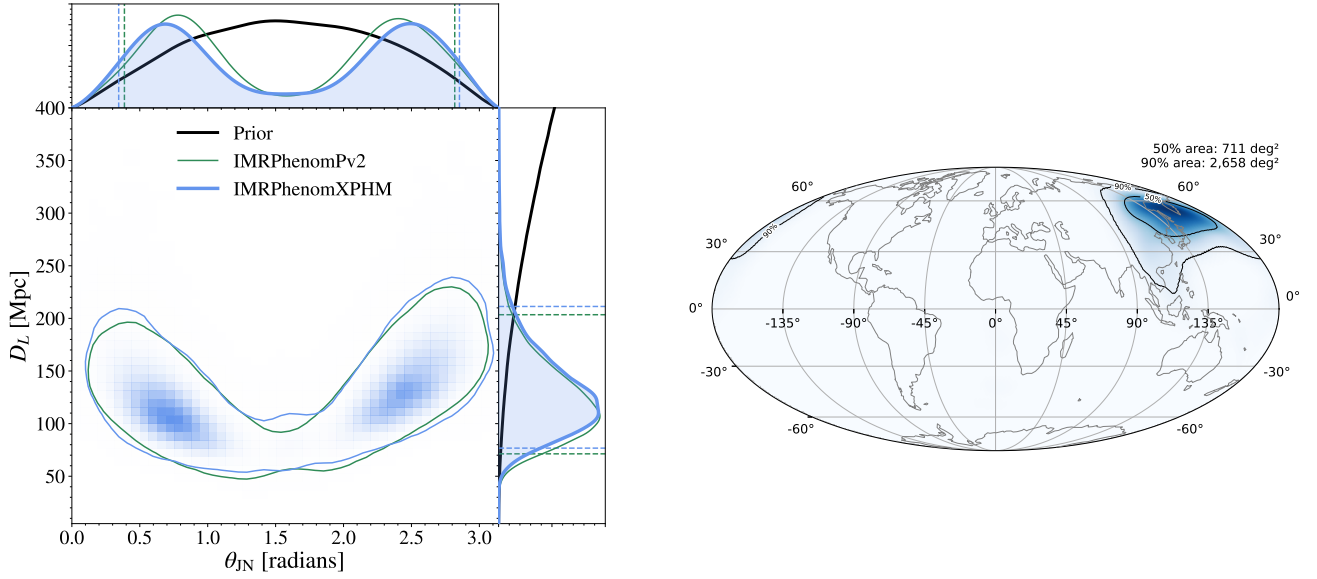 Prior
IMRPhenomPv2
IMRPhenomXPHM
400
350
300
250
200
150
100
50
D_L [Mpc]
0.0 0.5 1.0 1.5 2.0 2.5 3.0
θ_JN [radians]
50% area: 711 deg²
90% area: 2,658 deg²
60° 90% 50% 60°
90%
30° 30°
0° 0°
-135° -90° -45° 0° 45° 90° 135°
-30° -30°
-60° -60°